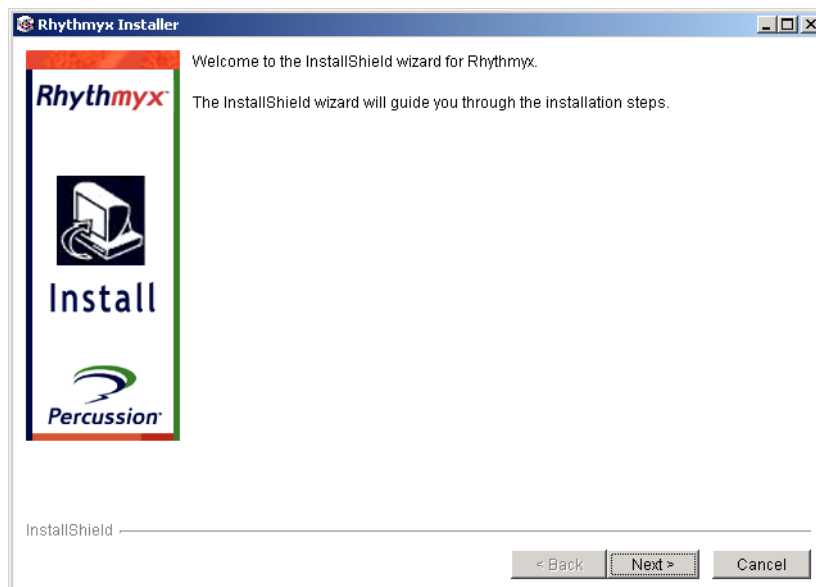 Rhythmyx Installer
Rhythmyx
Install
Percussion
Welcome to the InstallShield wizard for Rhythmyx.
The InstallShield wizard will guide you through the installation steps.
InstallShield
< Back
Next >
Cancel